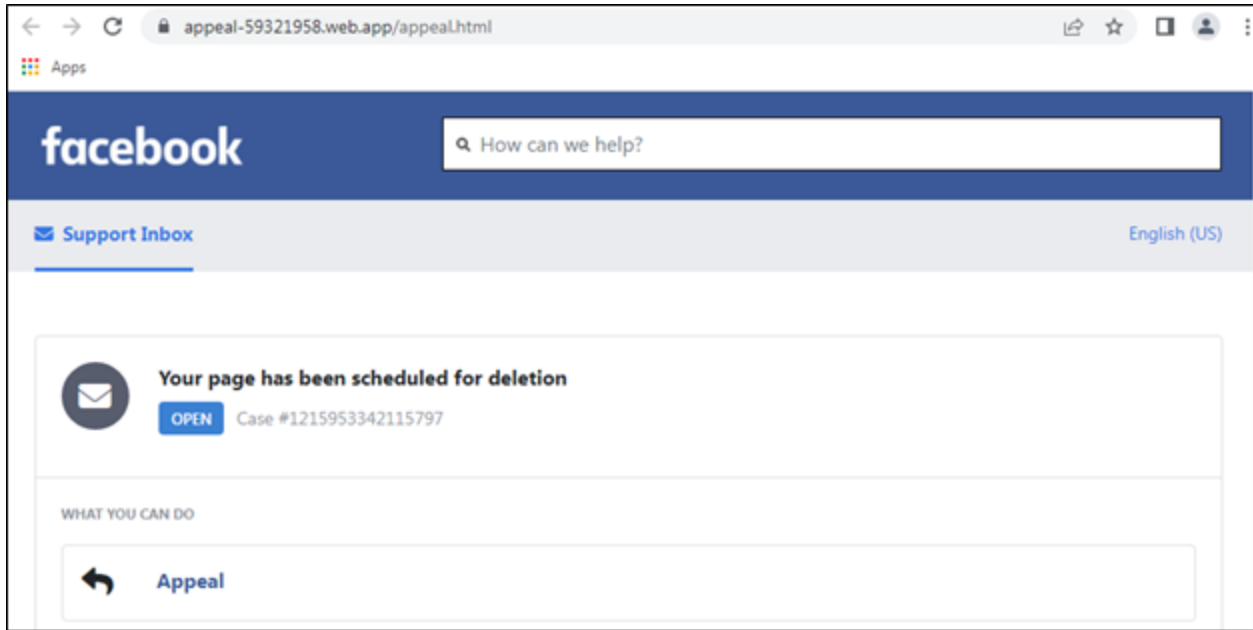 appeal-59321958.web.app/appeal.html
Apps
facebook
How can we help?
Support Inbox
English (US)
Your page has been scheduled for deletion
OPEN Case #1215953342115797
WHAT YOU CAN DO
Appeal